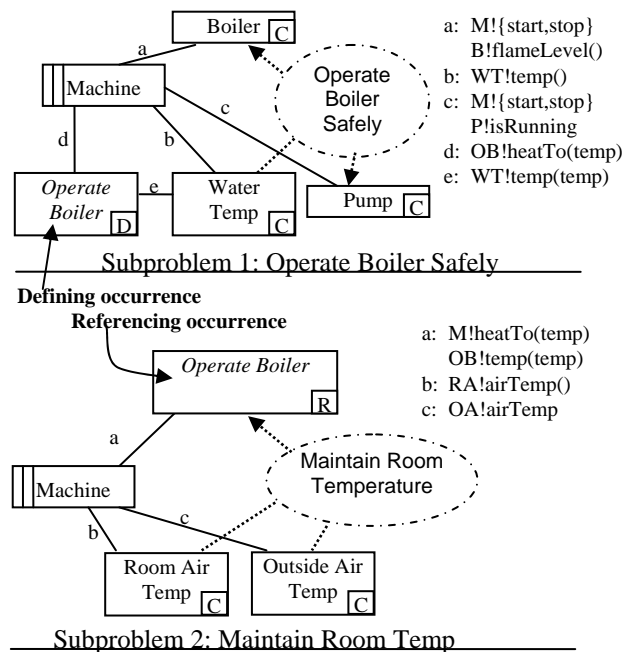 Boiler
C
a
Machine
Operate
Boiler
Safely
c
d
b
Operate
Boiler
D
e
Water
Temp
C
Pump
C
a: M!{start,stop}
B!flameLevel()
b: WT!temp()
c: M!{start,stop}
P!isRunning
d: OB!heatTo(temp)
e: WT!temp(temp)
Subproblem 1: Operate Boiler Safely
Defining occurrence
Referencing occurrence
Operate Boiler
R
a
Machine
Maintain Room
Temperature
b
c
Room Air
Temp
C
Outside Air
Temp
C
a: M!heatTo(temp)
OB!temp(temp)
b: RA!airTemp()
c: OA!airTemp
Subproblem 2: Maintain Room Temp